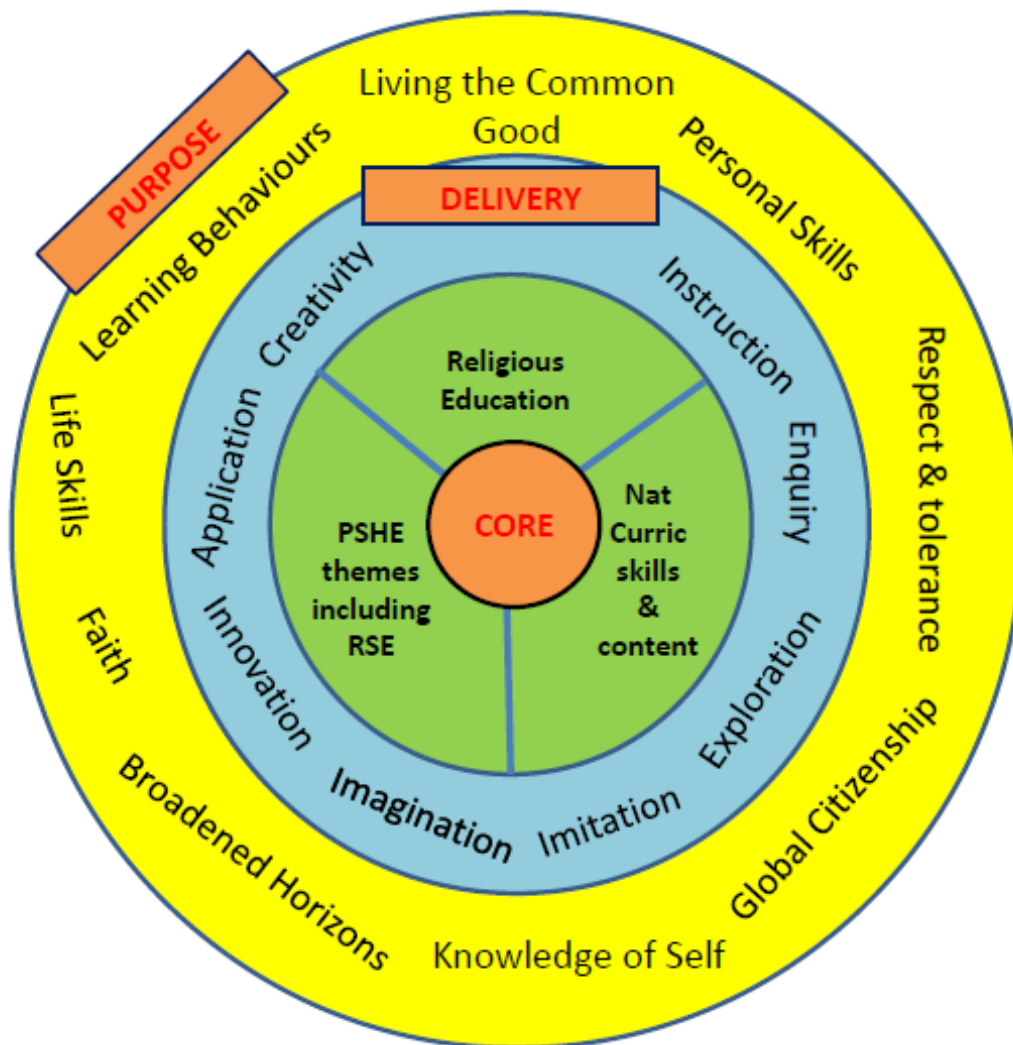 PURPOSE
Living the Common
Good
Personal Skills
Respect & tolerance
Global Citizenship
Knowledge of Self
Broadened Horizons
Faith
Life Skills
Learning Behaviours
DELIVERY
Instruction
Enquiry
Exploration
Imitation
Imagination
Innovation
Application
Creativity
Religious
Education
Nat
Curric
skills
&
content
PSHE
themes
including
RSE
CORE